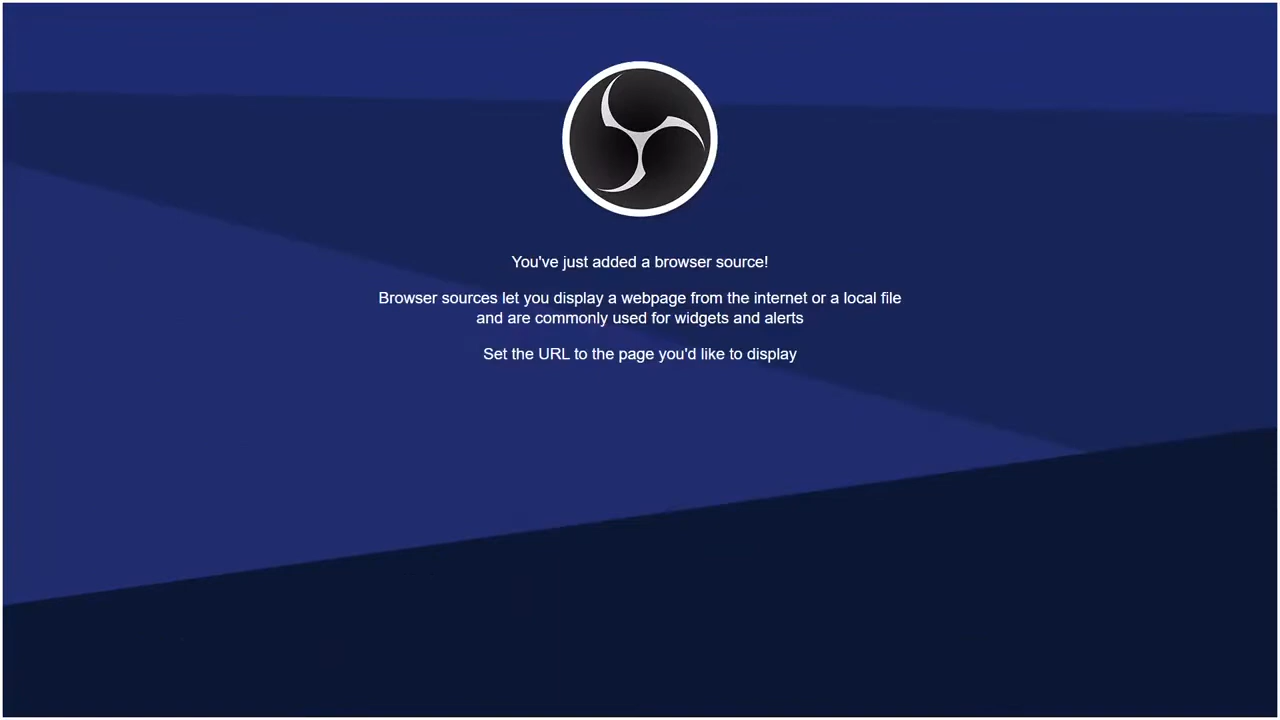 You've just added a browser source!
Browser sources let you display a webpage from the internet or a local file
and are commonly used for widgets and alerts
Set the URL to the page you'd like to display